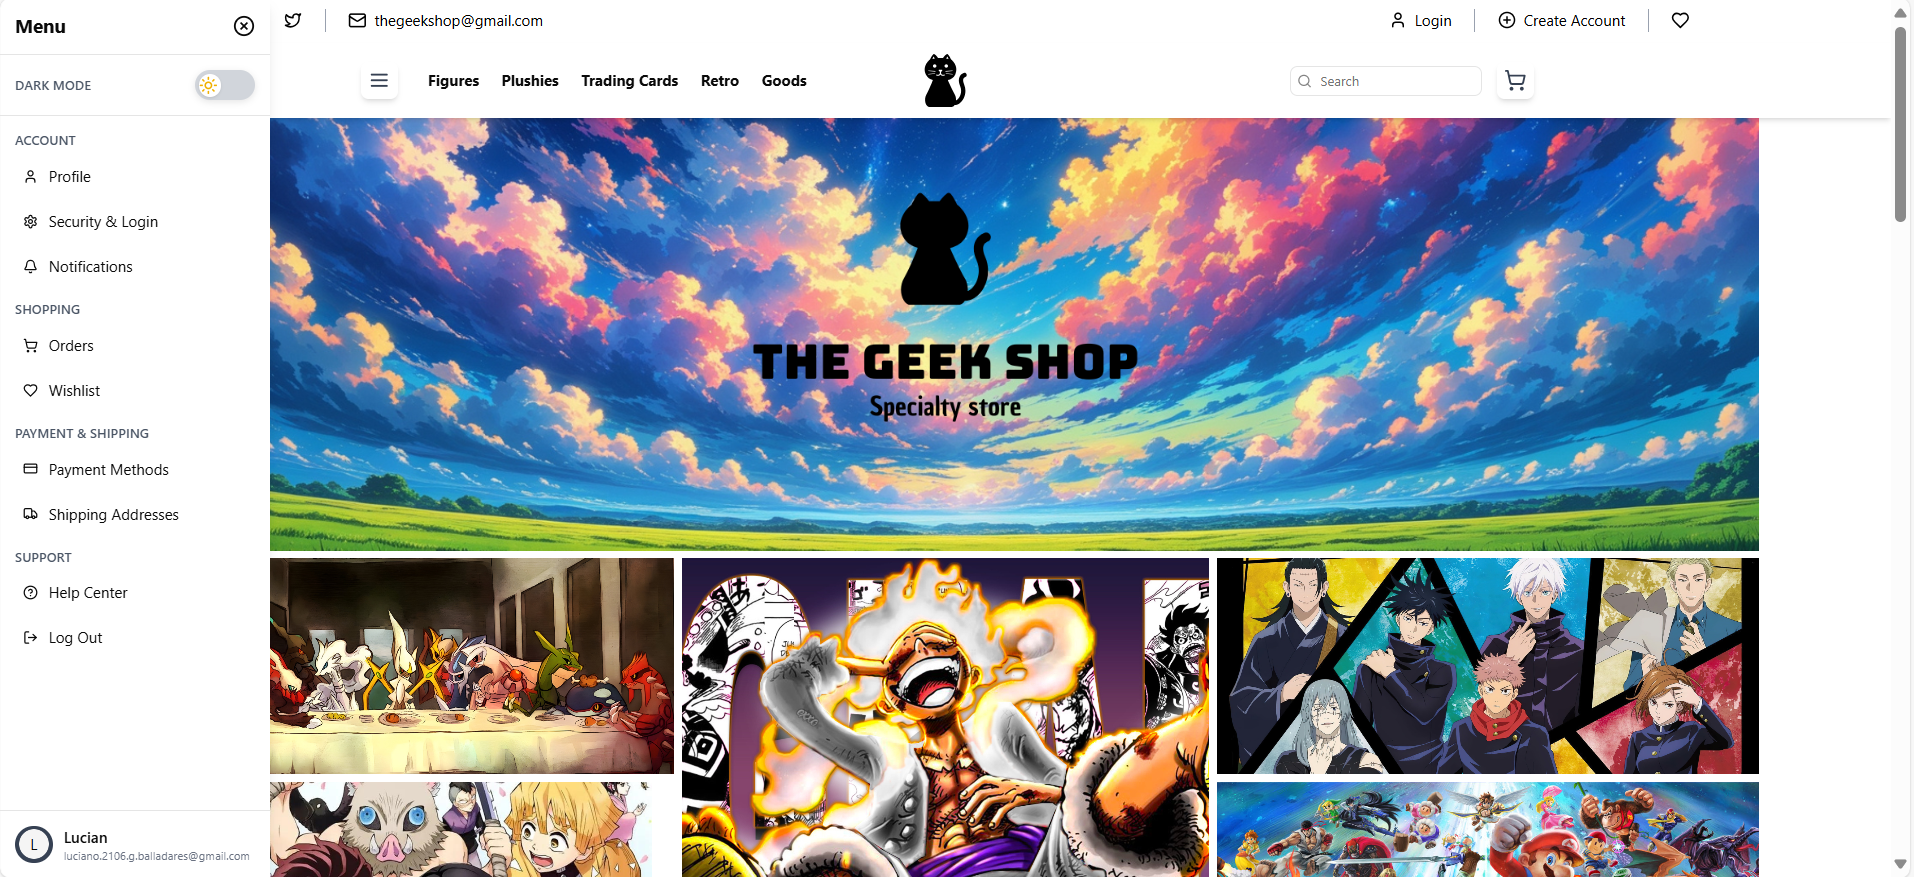 Menu
DARK MODE
ACCOUNT
Profile
Security & Login
Notifications
SHOPPING
Orders
Wishlist
PAYMENT & SHIPPING
Payment Methods
Shipping Addresses
SUPPORT
Help Center
Log Out
L
Lucian
luciano.2106.g.balladares@gmail.com
thegeekshop@gmail.com
Login
Create Account
Figures
Plushies
Trading Cards
Retro
Goods
Search
THE GEEK SHOP
Specialty store